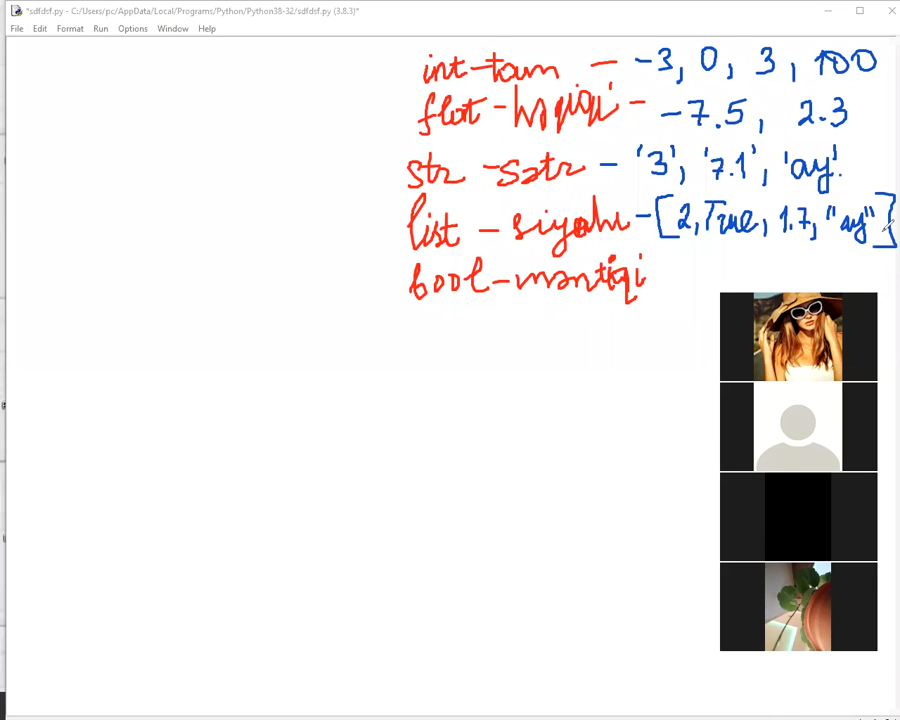 *sdfdsf.py - C:/Users/pc/AppData/Local/Programs/Python/Python38-32/sdfdsf.py (3.8.3)*
File Edit Format Run Options Window Help
int-tam — -3, 0, 3, 100
float - həqiqi - -7.5, 2.3
str - sətr - '3', '7.1', 'ay'.
list - siyahı - [2, True, 1.7, "ay"]
bool - məntiqi